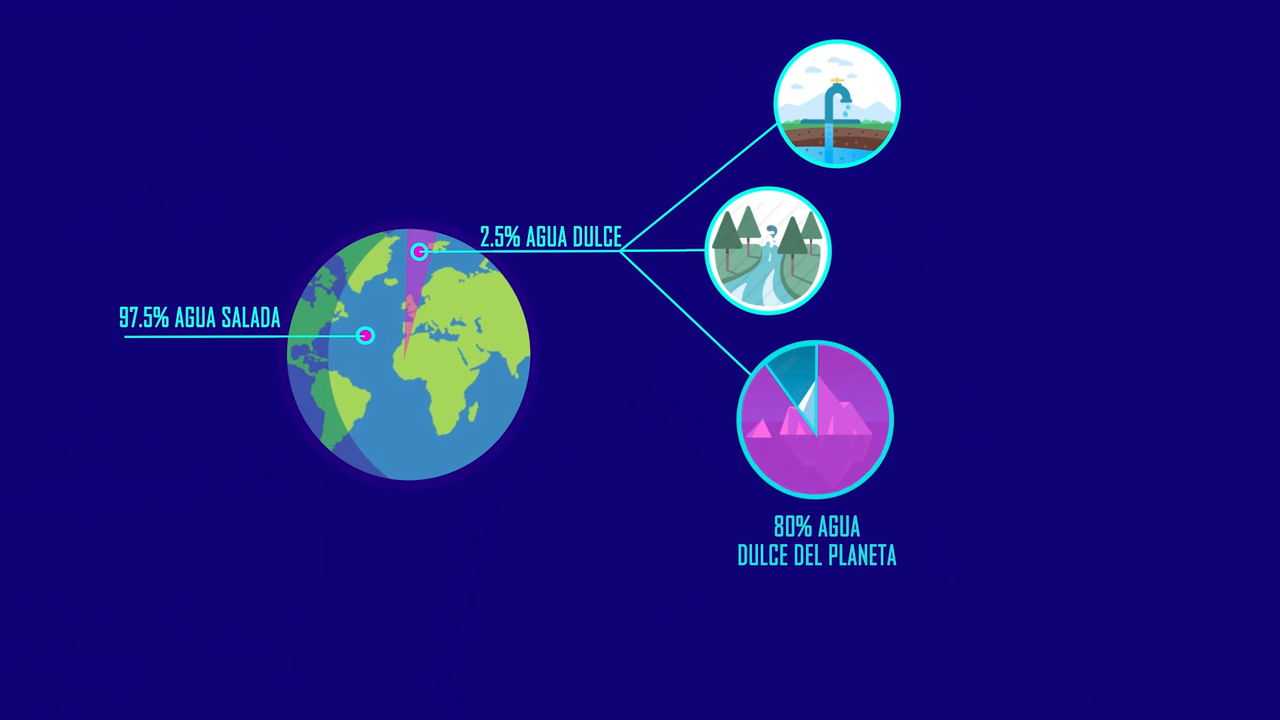 2.5% AGUA DULCE
97.5% AGUA SALADA
80% AGUA
DULCE DEL PLANETA